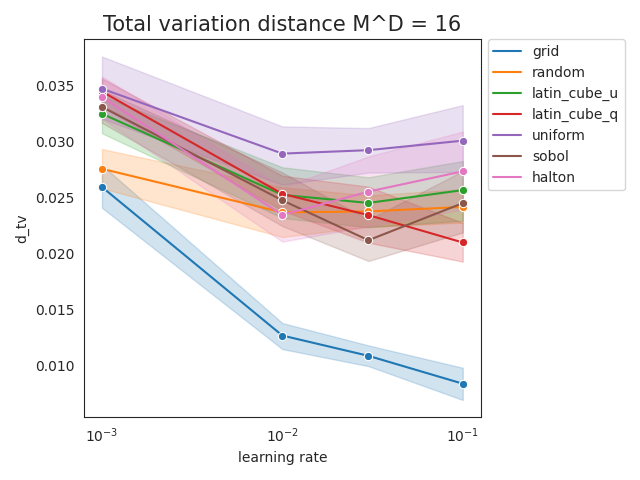 Total variation distance M^D = 16
d_tv
0.035
0.030
0.025
0.020
0.015
0.010
10⁻³
10⁻²
10⁻¹
learning rate
grid
random
latin_cube_u
latin_cube_q
uniform
sobol
halton